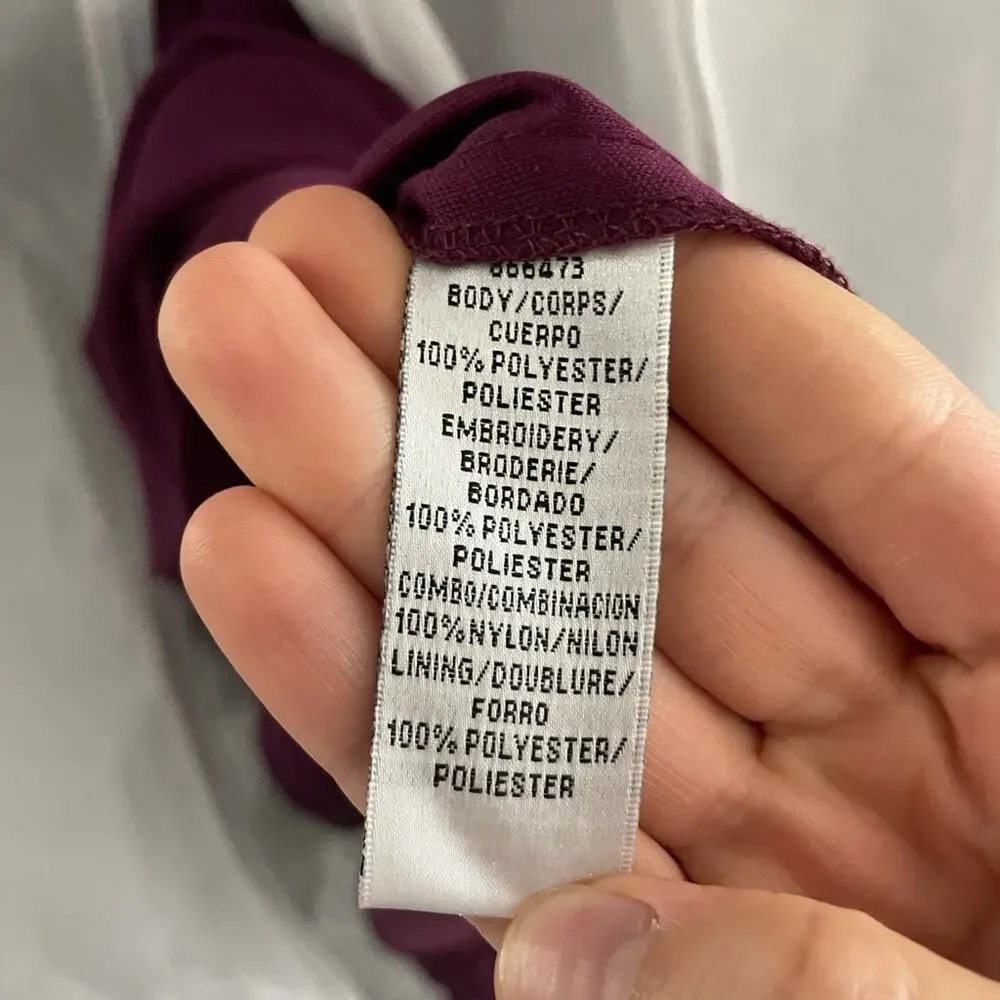 866473
BODY/CORPS/
CUERPO
100% POLYESTER/
POLIESTER
EMBROIDERY/
BRODERIE/
BORDADO
100% POLYESTER/
POLIESTER
COMBO/COMBINACION
100%NYLON/NILON
LINING/DOUBLURE/
FORRO
100% POLYESTER/
POLIESTER